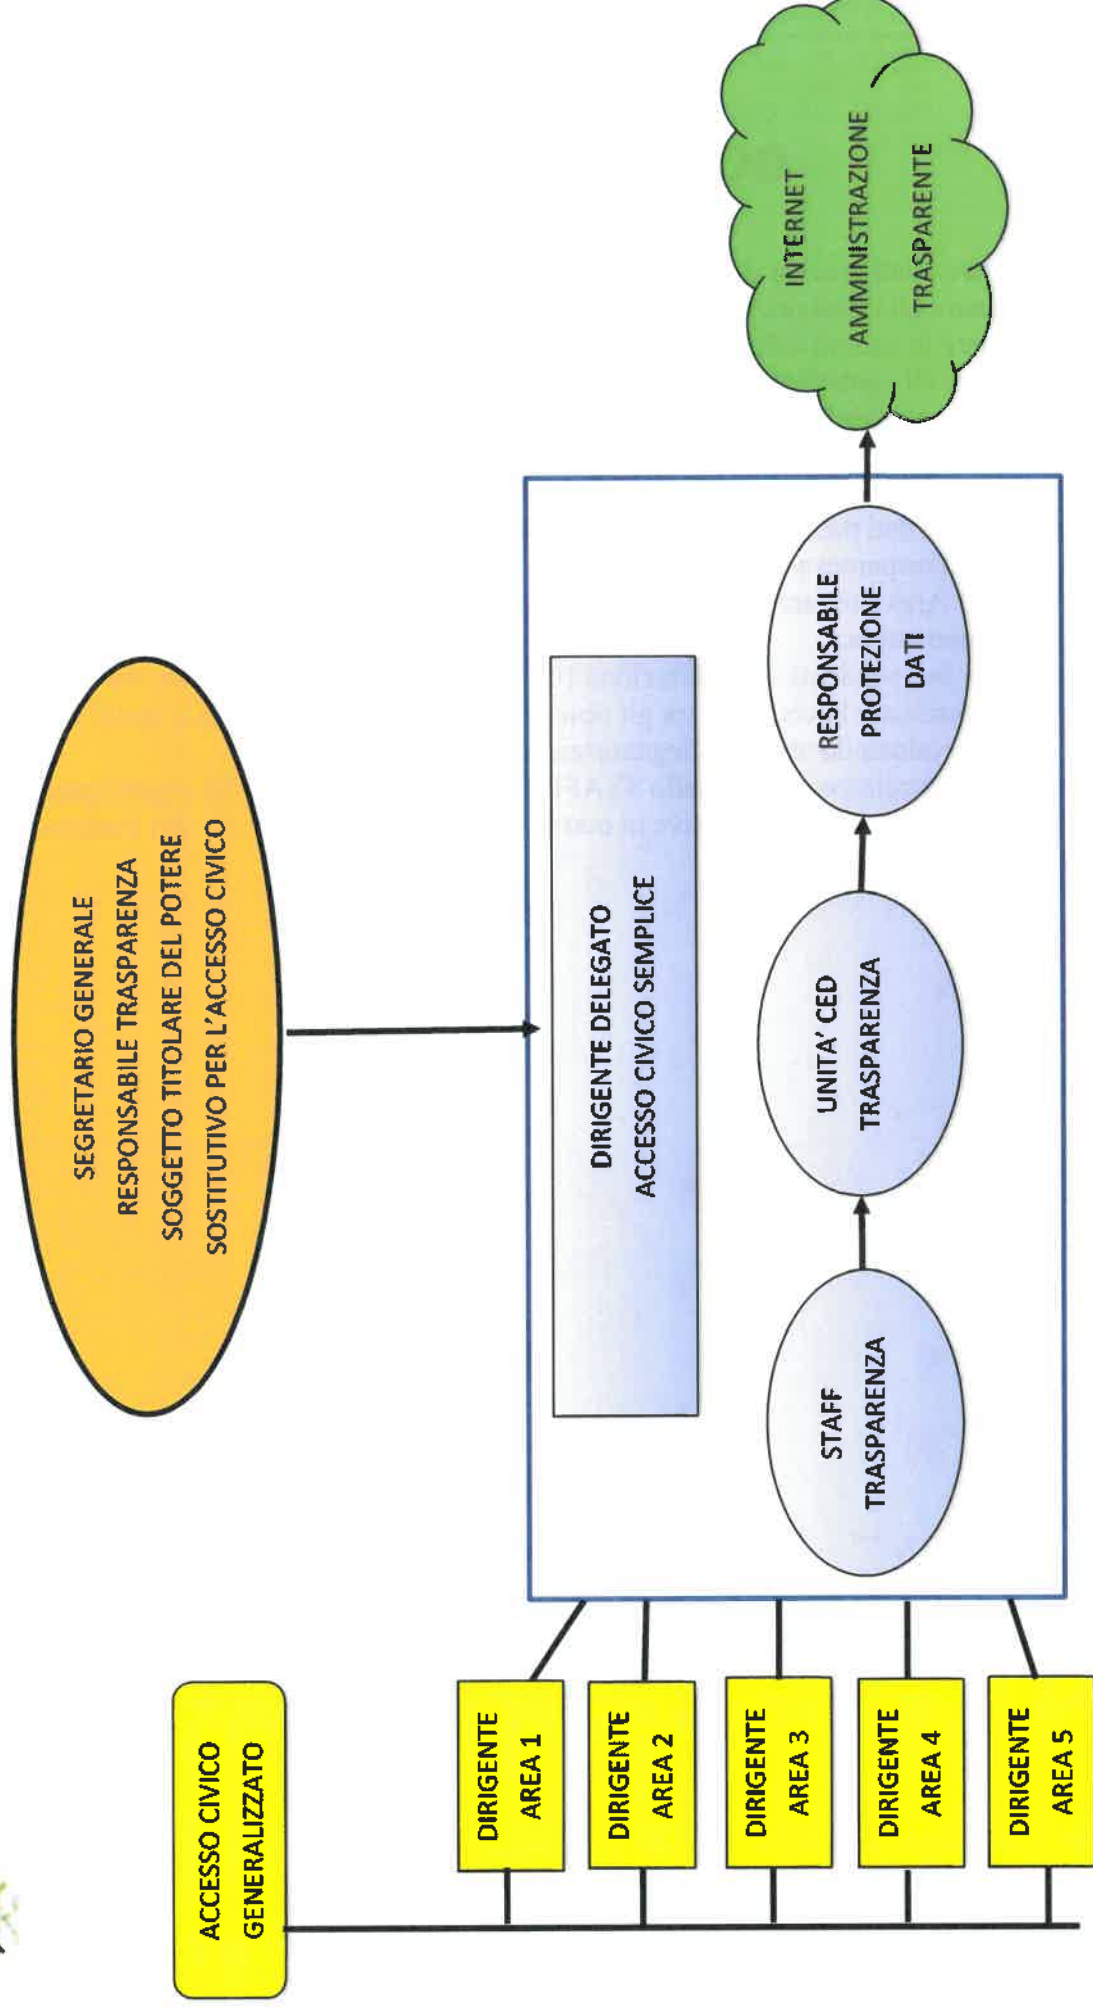 SEGRETARIO GENERALE
RESPONSABILE TRASPARENZA
SOGGETTO TITOLARE DEL POTERE
SOSTITUTIVO PER L'ACCESSO CIVICO
ACCESSO CIVICO
GENERALIZZATO
DIRIGENTE
AREA 1
DIRIGENTE
AREA 2
DIRIGENTE
AREA 3
DIRIGENTE
AREA 4
DIRIGENTE
AREA 5
DIRIGENTE DELEGATO
ACCESSO CIVICO SEMPLICE
STAFF
TRASPARENZA
UNITA' CED
TRASPARENZA
RESPONSABILE
PROTEZIONE
DATI
INTERNET
AMMINISTRAZIONE
TRASPARENTE